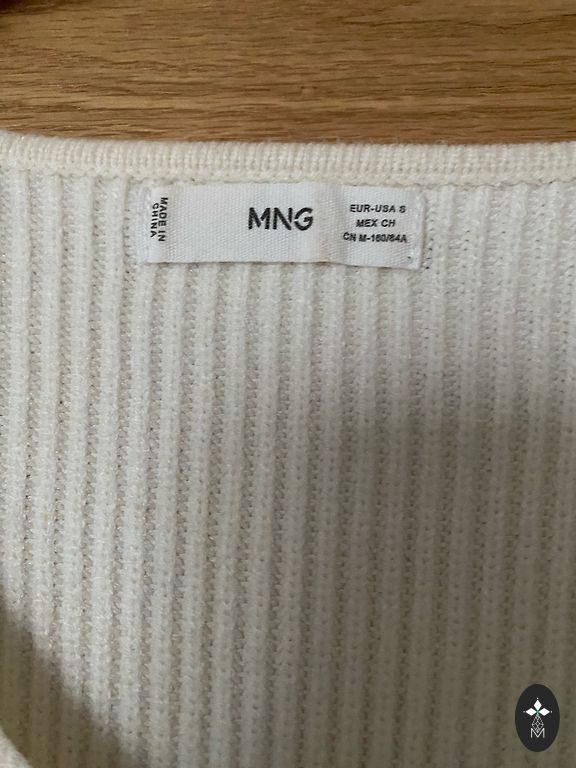 MADE IN
CHINA
MNG
EUR-USA S
MEX CH
CN M-160/84A
M